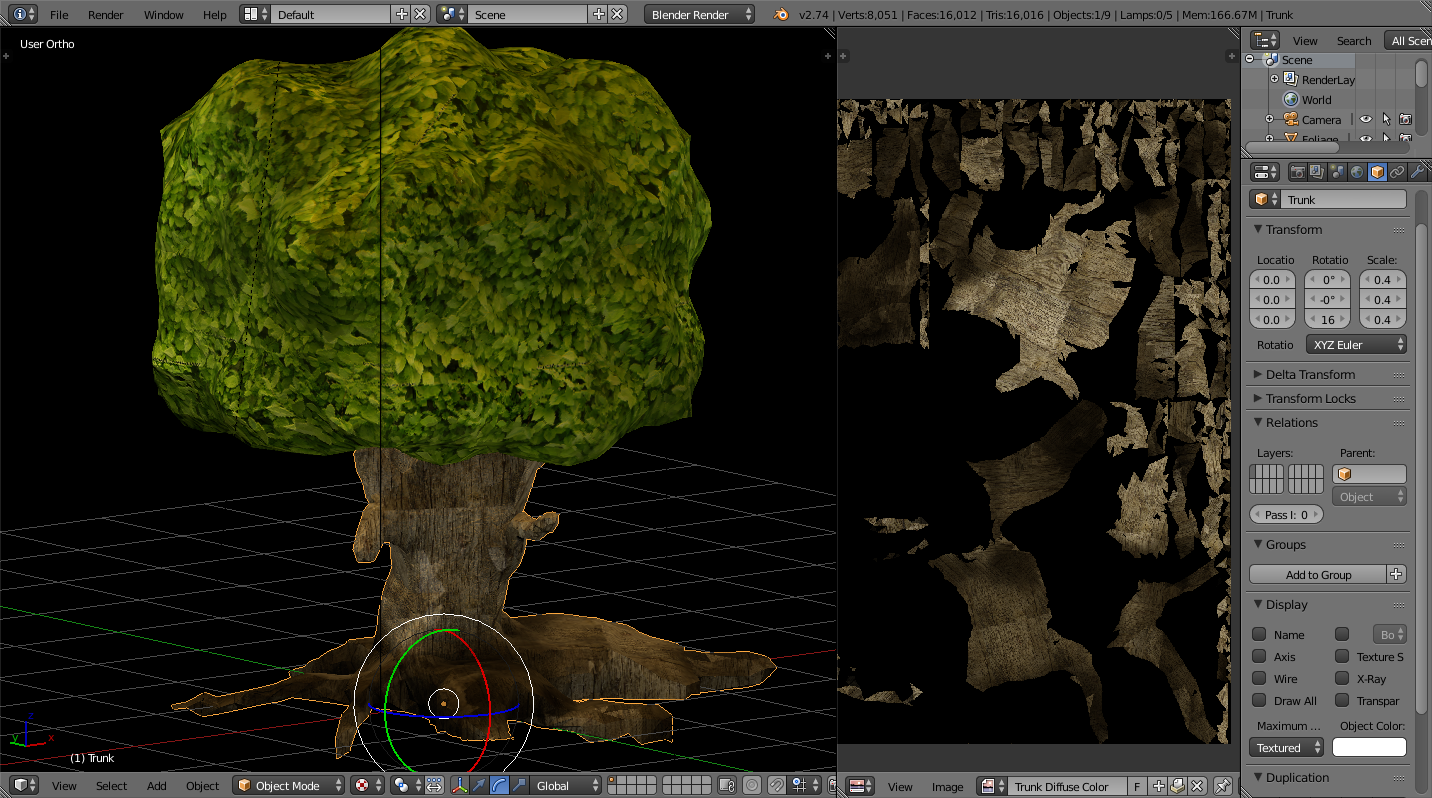 File Render Window Help Default Scene Blender Render v2.74 | Verts:8,051 | Faces:16,012 | Tris:16,016 | Objects:1/9 | Lamps:0/5 | Mem:166.67M | Trunk
User Ortho
View Search All Scen
Scene
RenderLay
World
Camera
Foliage
Trunk
Transform
Locatio Rotatio Scale:
0.0 0° 0.4
0.0 -0° 0.4
0.0 16 0.4
Rotatio XYZ Euler
Delta Transform
Transform Locks
Relations
Layers: Parent:
Object
Pass I: 0
Groups
Add to Group
Display
Name Bo
Axis Texture S
Wire X-Ray
Draw All Transpar
Maximum ... Object Color:
Textured
Duplication
z
y x
(1) Trunk
View Select Add Object Object Mode Global
View Image Trunk Diffuse Color F